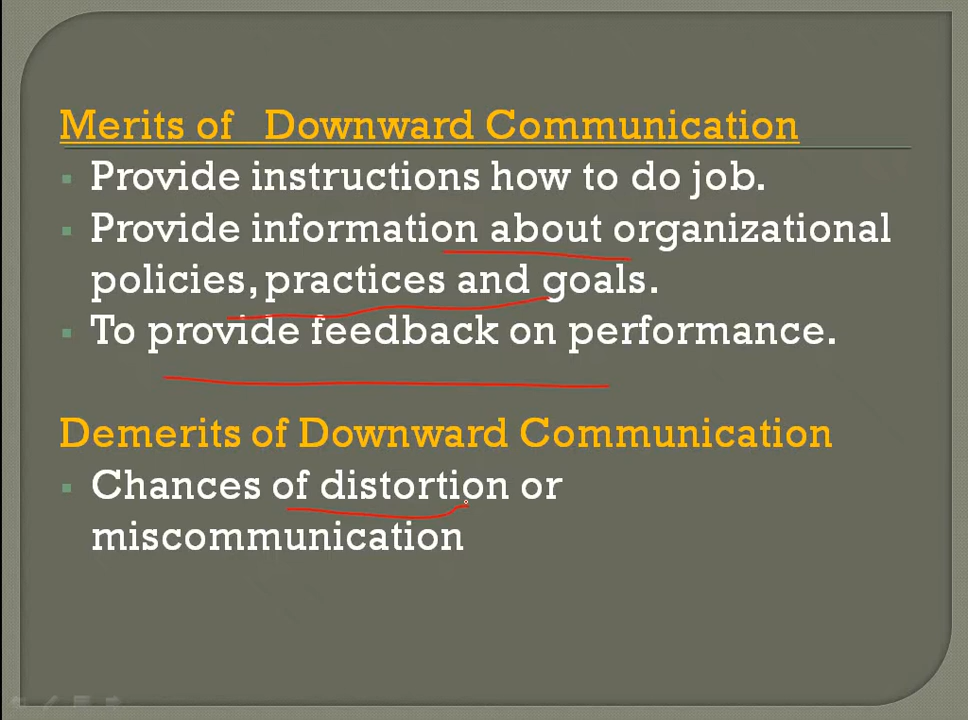 Merits of Downward Communication
Provide instructions how to do job.
Provide information about organizational
policies, practices and goals.
To provide feedback on performance.
Demerits of Downward Communication
Chances of distortion or
miscommunication